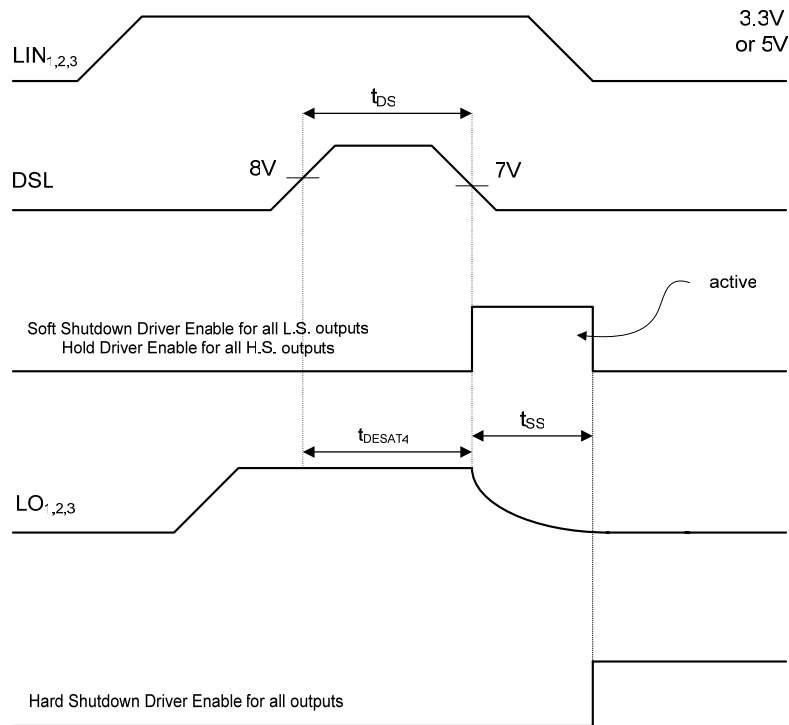 3.3V
or 5V
LIN1,2,3
tDS
8V
7V
DSL
active
Soft Shutdown Driver Enable for all L.S. outputs
Hold Driver Enable for all H.S. outputs
tSS
tDESAT4
LO1,2,3
Hard Shutdown Driver Enable for all outputs